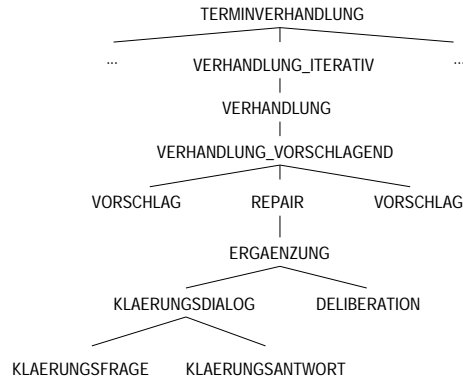 TERMINVERHANDLUNG
... VERHANDLUNG_ITERATIV ...
VERHANDLUNG
VERHANDLUNG_VORSCHLAGEND
VORSCHLAG REPAIR VORSCHLAG
ERGAENZUNG
KLAERUNGSDIALOG DELIBERATION
KLAERUNGSFRAGE KLAERUNGSANTWORT